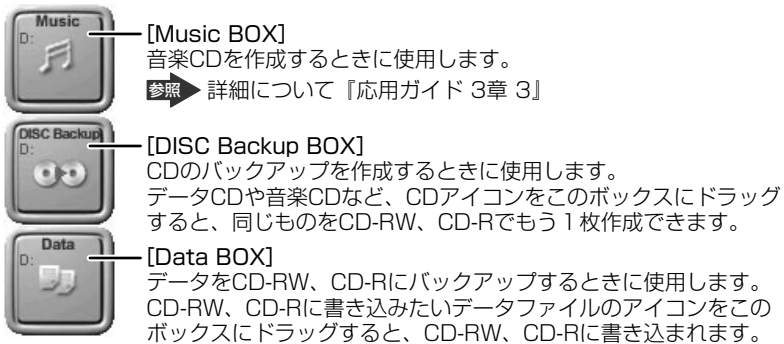 Music
D:
[Music BOX]
音楽CDを作成するときに使用します。
参照 詳細について『応用ガイド 3章 3』
DISC Backup
D:
[DISC Backup BOX]
CDのバックアップを作成するときに使用します。
データCDや音楽CDなど、CDアイコンをこのボックスにドラッグ
すると、同じものをCD-RW、CD-Rでもう1枚作成できます。
Data
D:
[Data BOX]
データをCD-RW、CD-Rにバックアップするときに使用します。
CD-RW、CD-Rに書き込みたいデータファイルのアイコンをこの
ボックスにドラッグすると、CD-RW、CD-Rに書き込まれます。